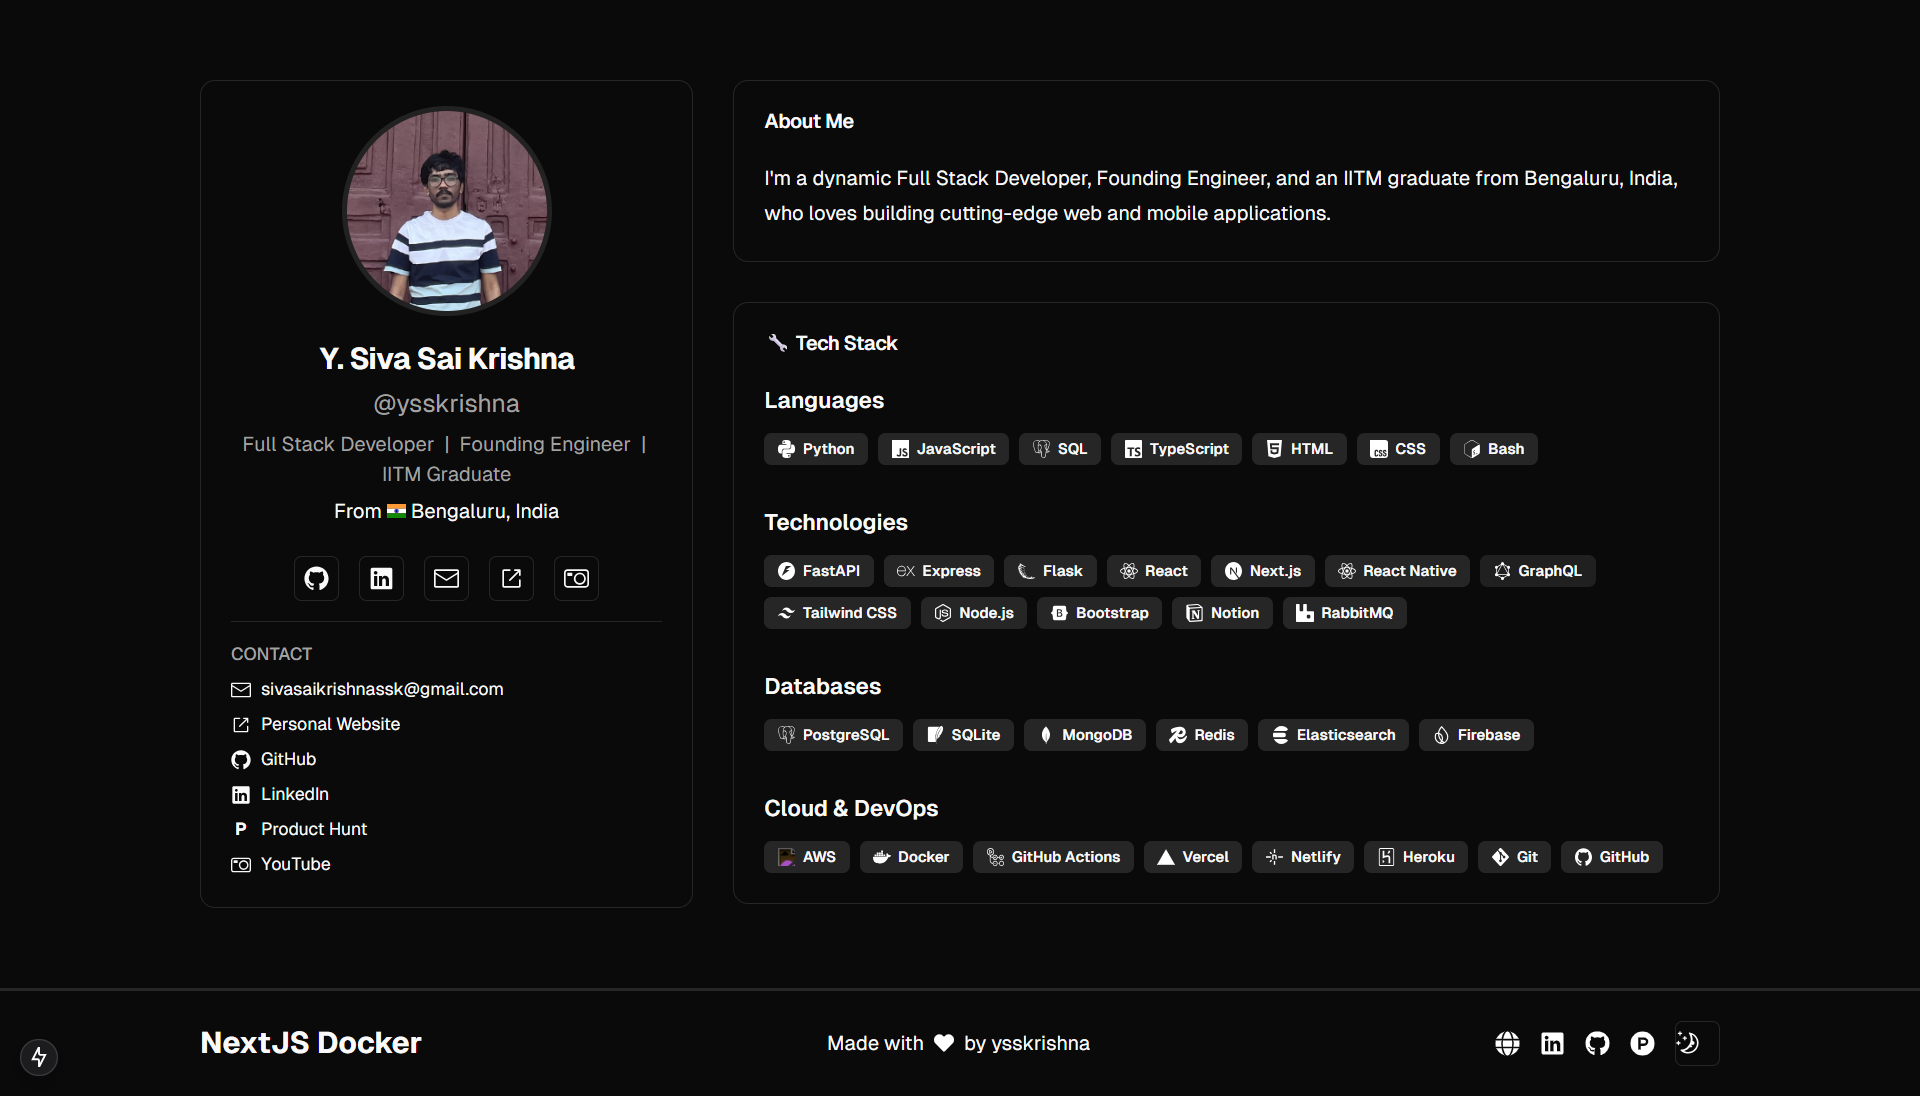 Y. Siva Sai Krishna
@ysskrishna
Full Stack Developer | Founding Engineer |
IITM Graduate
From 🇮🇳 Bengaluru, India
CONTACT
sivasaikrishnassk@gmail.com
Personal Website
GitHub
LinkedIn
P Product Hunt
YouTube
About Me
I'm a dynamic Full Stack Developer, Founding Engineer, and an IITM graduate from Bengaluru, India,
who loves building cutting-edge web and mobile applications.
🔧 Tech Stack
Languages
Python JavaScript SQL TypeScript HTML CSS Bash
Technologies
FastAPI Express Flask React Next.js React Native GraphQL
Tailwind CSS Node.js Bootstrap Notion RabbitMQ
Databases
PostgreSQL SQLite MongoDB Redis Elasticsearch Firebase
Cloud & DevOps
AWS Docker GitHub Actions Vercel Netlify Heroku Git GitHub
NextJS Docker
Made with ♥ by ysskrishna